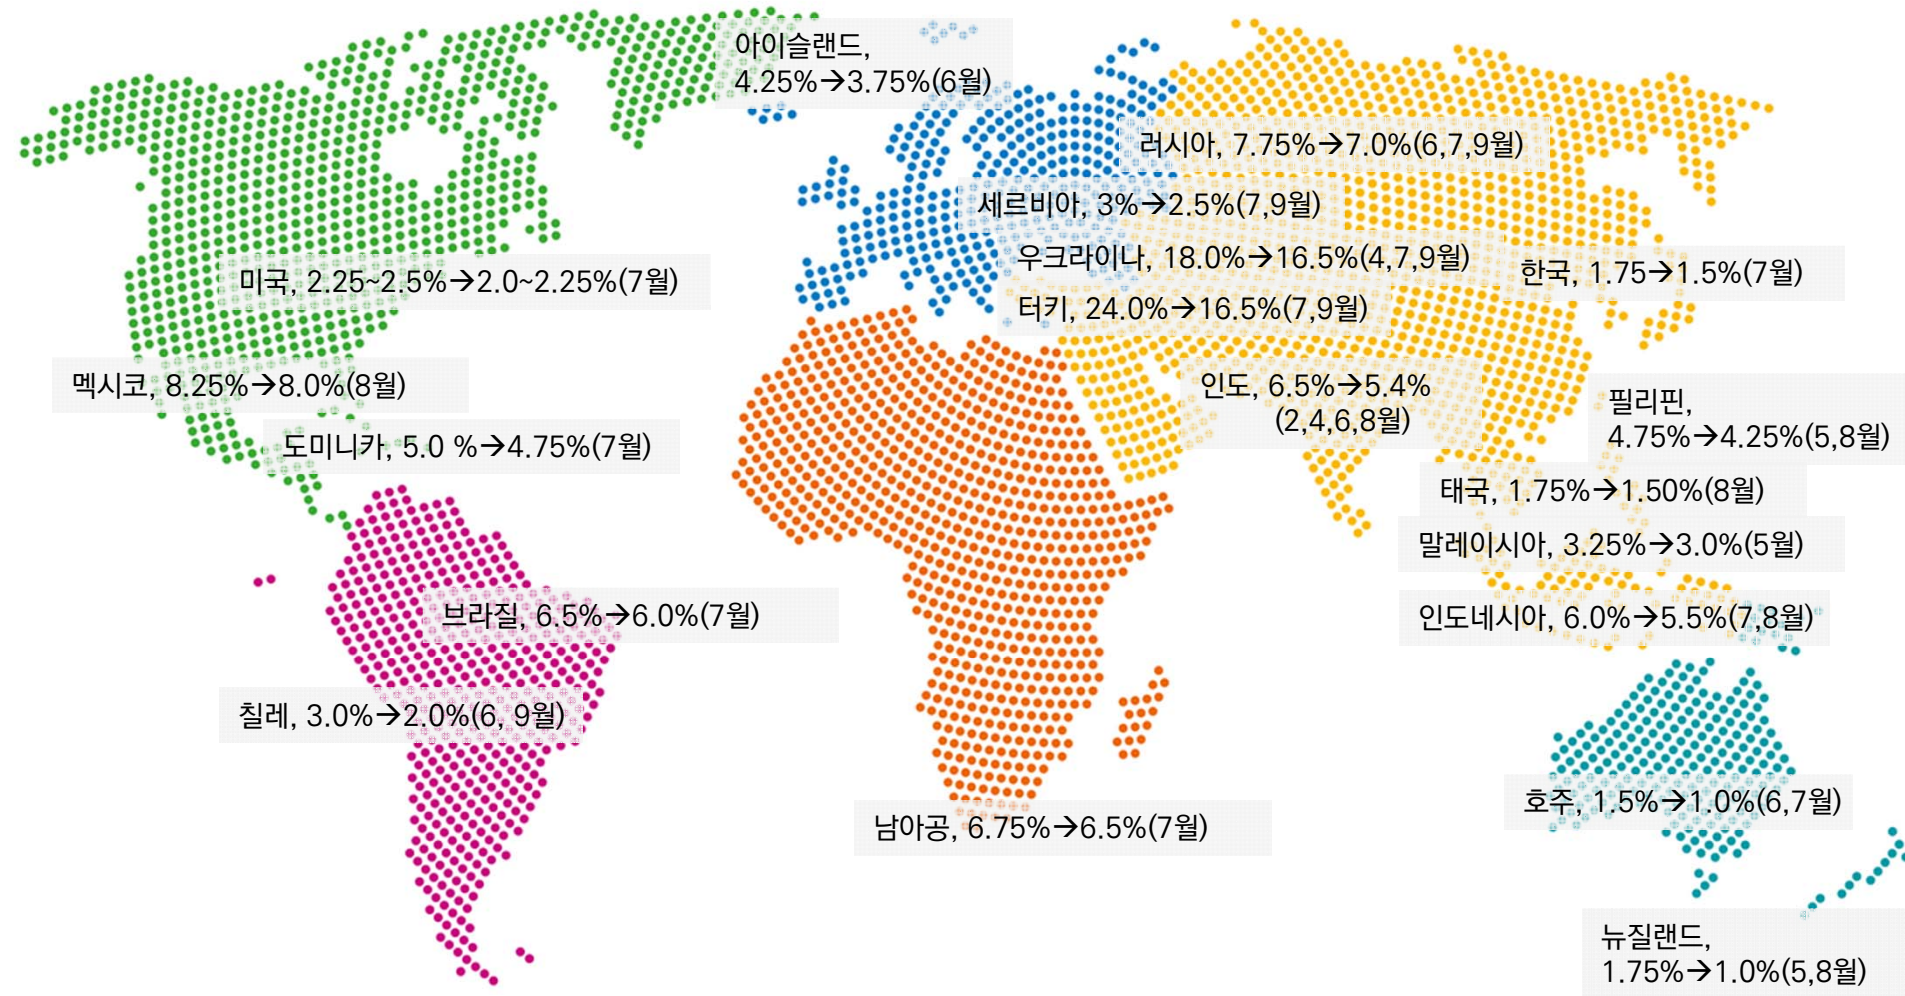 아이슬랜드,
4.25%→3.75%(6월)
러시아, 7.75%→7.0%(6,7,9월)
세르비아, 3%→2.5%(7,9월)
우크라이나, 18.0%→16.5%(4,7,9월)
한국, 1.75→1.5%(7월)
미국, 2.25~2.5%→2.0~2.25%(7월)
터키, 24.0%→16.5%(7,9월)
멕시코, 8.25%→8.0%(8월)
인도, 6.5%→5.4%
(2,4,6,8월)
필리핀,
4.75%→4.25%(5,8월)
도미니카, 5.0 %→4.75%(7월)
태국, 1.75%→1.50%(8월)
말레이시아, 3.25%→3.0%(5월)
브라질, 6.5%→6.0%(7월)
인도네시아, 6.0%→5.5%(7,8월)
칠레, 3.0%→2.0%(6, 9월)
호주, 1.5%→1.0%(6,7월)
남아공, 6.75%→6.5%(7월)
뉴질랜드,
1.75%→1.0%(5,8월)